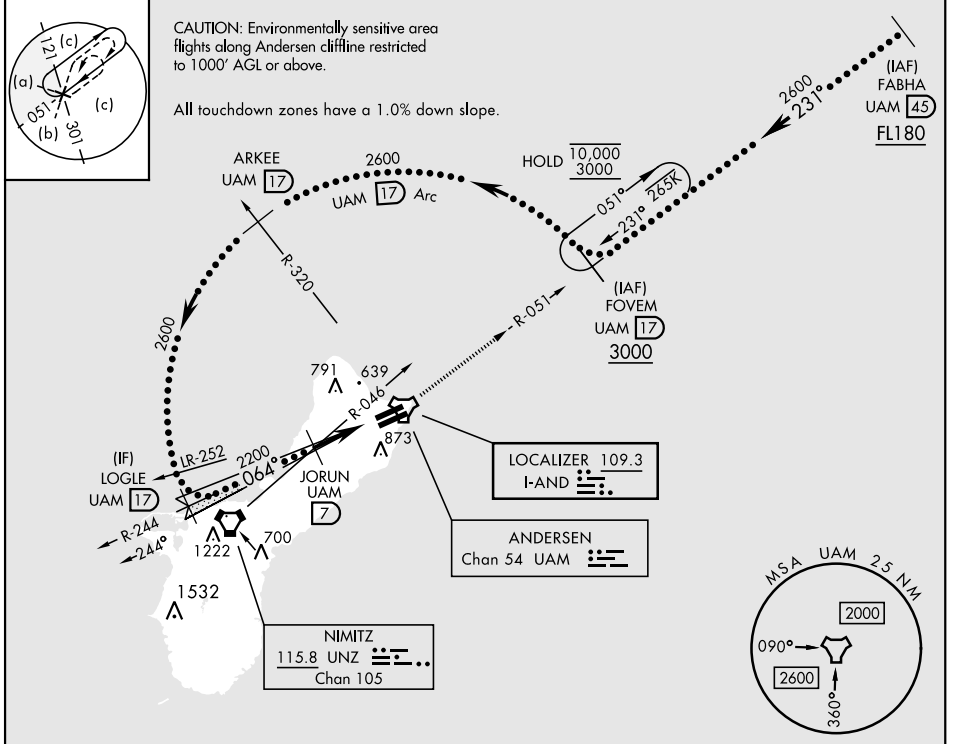 121
(c)
(a)
(c)
051
(b)
301
CAUTION: Environmentally sensitive area
flights along Andersen cliffline restricted
to 1000' AGL or above.
All touchdown zones have a 1.0% down slope.
(IAF)
FABHA
UAM 45
FL180
2600
231°
HOLD 10,000
3000
051°
231° 265K
ARKEE
UAM 17
2600
UAM 17 Arc
(IAF)
FOVEM
UAM 17
3000
R-320
R-051
2600
791
639
R-046
873
LR-252
2200
064°
(IF)
LOGLE
UAM 17
JORUN
UAM
7
LOCALIZER 109.3
I-AND
R-244
244°
1222
700
ANDERSEN
Chan 54 UAM
1532
NIMITZ
115.8 UNZ
Chan 105
MSA UAM 25 NM
2000
090°
2600
360°